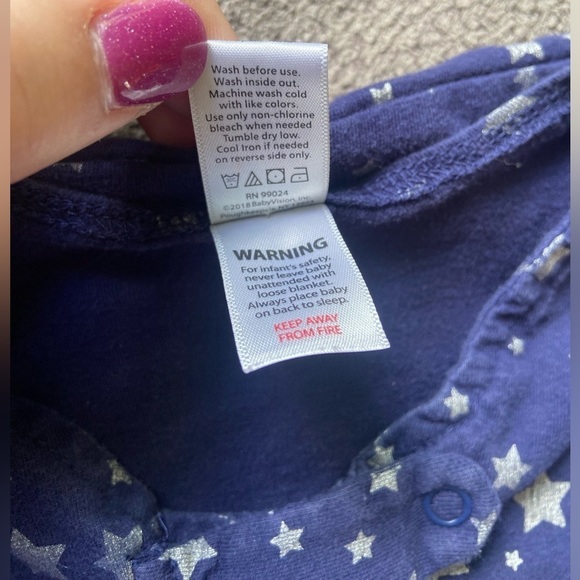 Wash before use.
Wash inside out.
Machine wash cold
with like colors.
Use only non-chlorine
bleach when needed
Tumble dry low.
Cool Iron if needed
on reverse side only.
RN 99024
©2018 BabyVision, Inc.
Poughkeepsie,
WARNING
For infant's safety,
never leave baby
unattended with
loose blanket.
Always place baby
on back to sleep.
KEEP AWAY
FROM FIRE